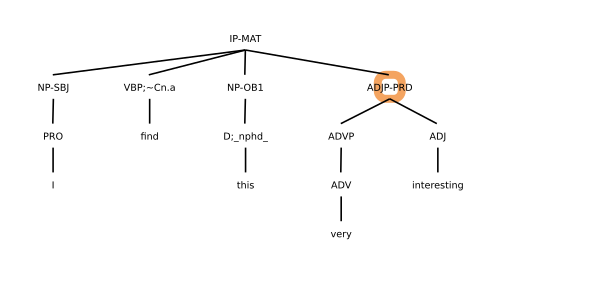 IP-MAT
NP-SBJ VBP;~Cn.a NP-OB1 ADJP-PRD
PRO find D;_nphd_ ADVP ADJ
I this ADV interesting
very